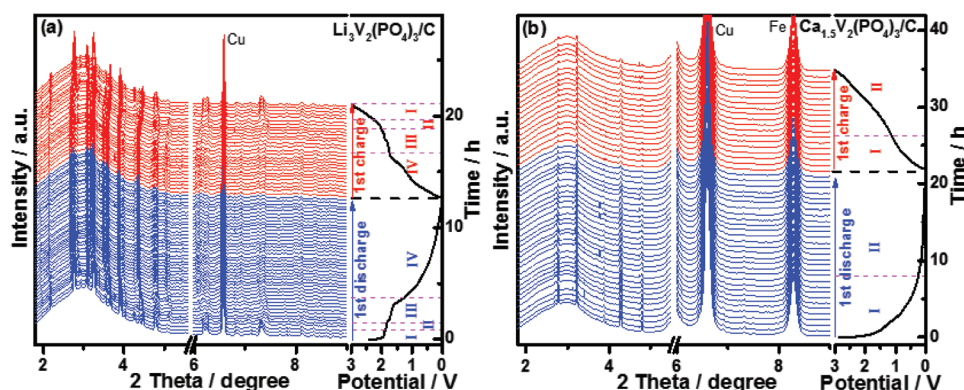 (a)
Li3V2(PO4)3/C
Cu
Intensity / a.u.
1st charge
1st discharge
I
II
III
IV
IV
III
II
I
20
10
0
Time / h
2 4 6 8
3 2 1 0
2 Theta / degree
Potential / V
(b)
Cu
Fe
Ca1.5V2(PO4)3/C
Intensity / a.u.
1st charge
1st discharge
II
I
II
I
40
30
20
10
0
Time / h
2 4 6 8
3 2 1 0
2 Theta / degree
Potential / V